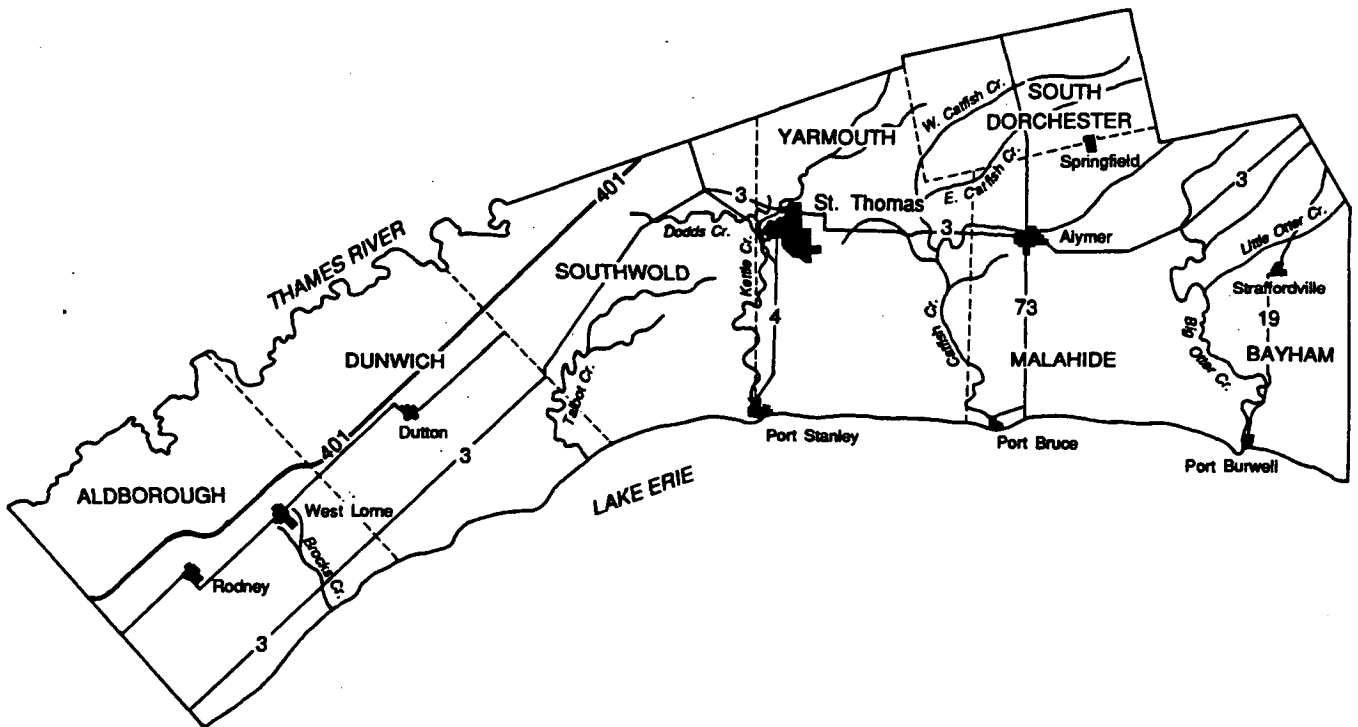 SOUTH
DORCHESTER
W. Catfish Cr.
YARMOUTH
Springfield
E. Catfish Cr.
401
3
3
St. Thomas
THAMES RIVER
Dodds Cr.
3
Alymer
Little Otter Cr.
SOUTHWOLD
Kettle Cr.
Straffordville
4
Catfish Cr.
73
19
Big Otter Cr.
DUNWICH
MALAHIDE
BAYHAM
Talbot Cr.
Dutton
Port Stanley
Port Bruce
3
401
Port Burwell
LAKE ERIE
ALDBOROUGH
West Lorne
Brocks Cr.
Rodney
3